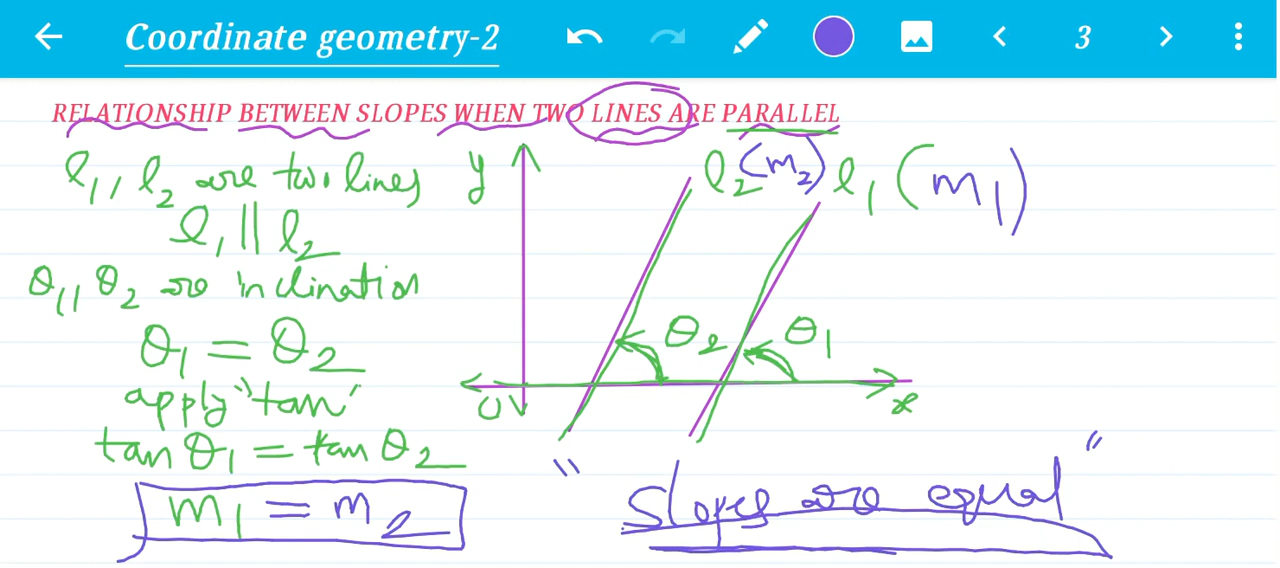 Coordinate geometry-2
3
RELATIONSHIP BETWEEN SLOPES WHEN TWO LINES ARE PARALLEL
l₁, l₂ are two lines
l₁ || l₂
θ₁, θ₂ are inclination
θ₁ = θ₂
apply "tan"
tan θ₁ = tan θ₂
m₁ = m₂
y
l₂ (m₂) l₁ (m₁)
θ₂ θ₁
O x
"Slopes are equal"